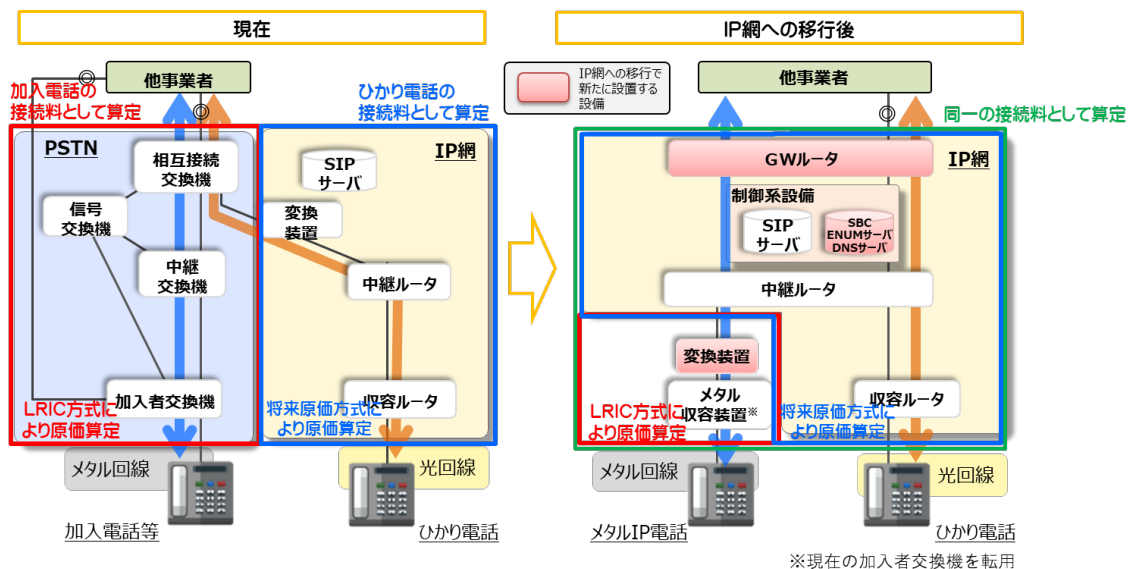 現在
他事業者
加入電話の
接続料として算定
ひかり電話の
接続料として算定
PSTN
IP網
相互接続
交換機
SIP
サーバ
信号
交換機
変換
装置
中継
交換機
中継ルータ
加入者交換機
収容ルータ
LRIC方式に
より原価算定
将来原価方式に
より原価算定
メタル回線
光回線
加入電話等
ひかり電話
IP網への移行後
IP網への移行で
新たに設置する
設備
他事業者
同一の接続料として算定
GWルータ
IP網
制御系設備
SIP
サーバ
SBC
ENUMサーバ
DNSサーバ
中継ルータ
変換装置
メタル
収容装置※
収容ルータ
LRIC方式に
より原価算定
将来原価方式に
より原価算定
メタル回線
光回線
メタルIP電話
ひかり電話
※現在の加入者交換機を転用